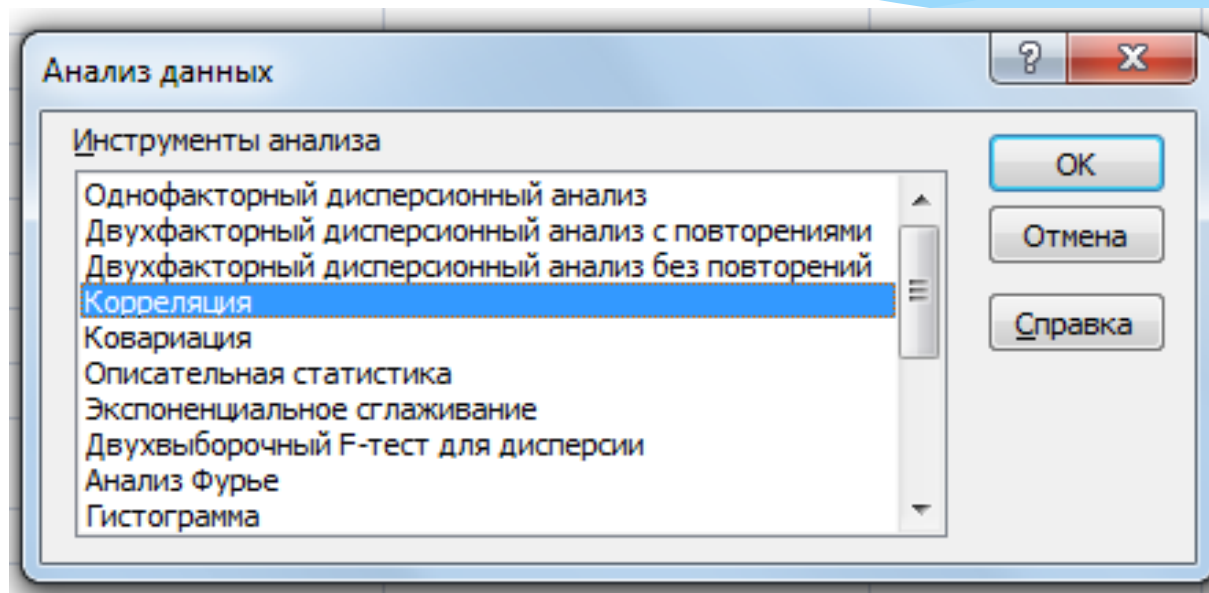 Анализ данных
Инструменты анализа
Однофакторный дисперсионный анализ
Двухфакторный дисперсионный анализ с повторениями
Двухфакторный дисперсионный анализ без повторений
Корреляция
Ковариация
Описательная статистика
Экспоненциальное сглаживание
Двухвыборочный F-тест для дисперсии
Анализ Фурье
Гистограмма
ОК
Отмена
Справка